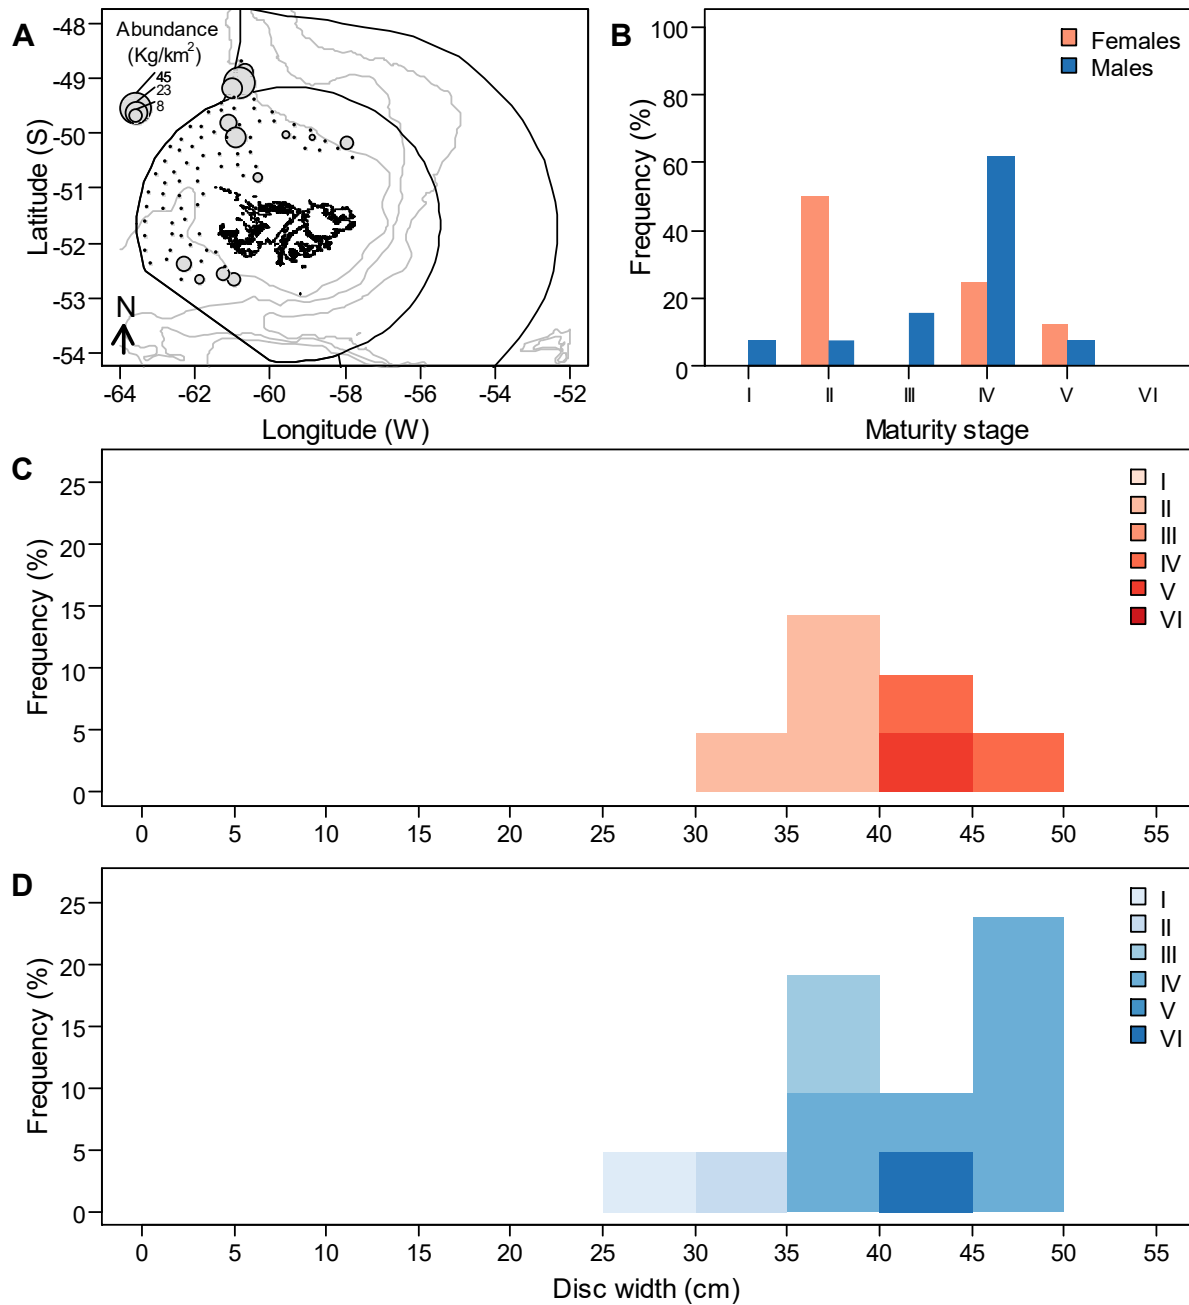 A
Abundance
(Kg/km²)
45
23
8
-48
-49
-50
-51
-52
-53
-54
Latitude (S)
N
-64
-62
-60
-58
-56
-54
-52
Longitude (W)
B
Females
Males
100
80
60
40
20
0
Frequency (%)
I
II
III
IV
V
VI
Maturity stage
C
25
20
15
10
5
0
Frequency (%)
I
II
III
IV
V
VI
0 5 10 15 20 25 30 35 40 45 50 55
D
25
20
15
10
5
0
Frequency (%)
I
II
III
IV
V
VI
0 5 10 15 20 25 30 35 40 45 50 55
Disc width (cm)